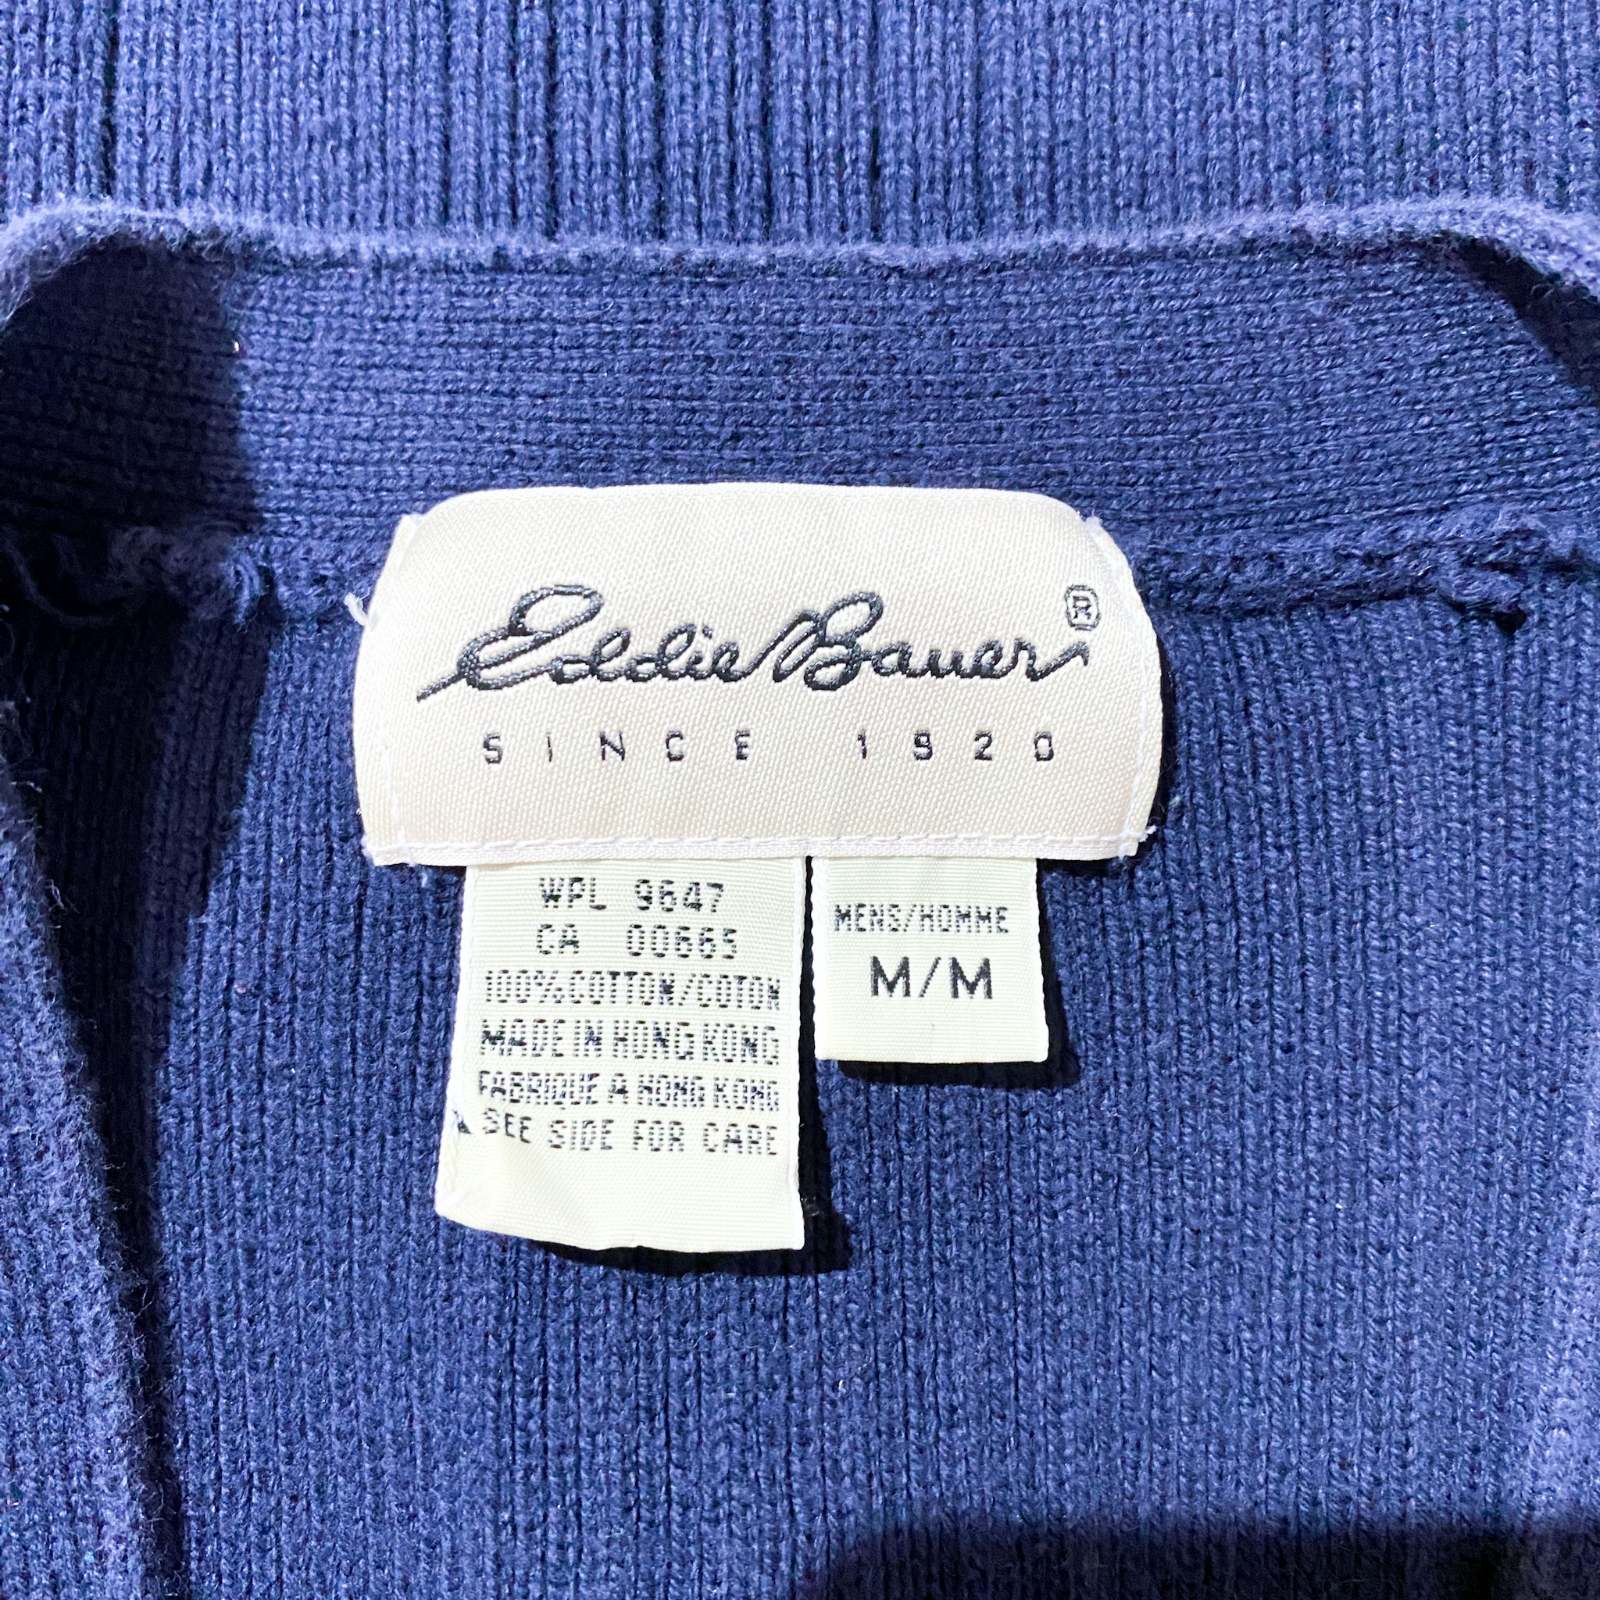 Eddie Bauer®
SINCE 1920
WPL 9647
CA 00665
100% COTTON/COTON
MADE IN HONG KONG
FABRIQUE A HONG KONG
SEE SIDE FOR CARE
MENS/HOMME
M/M